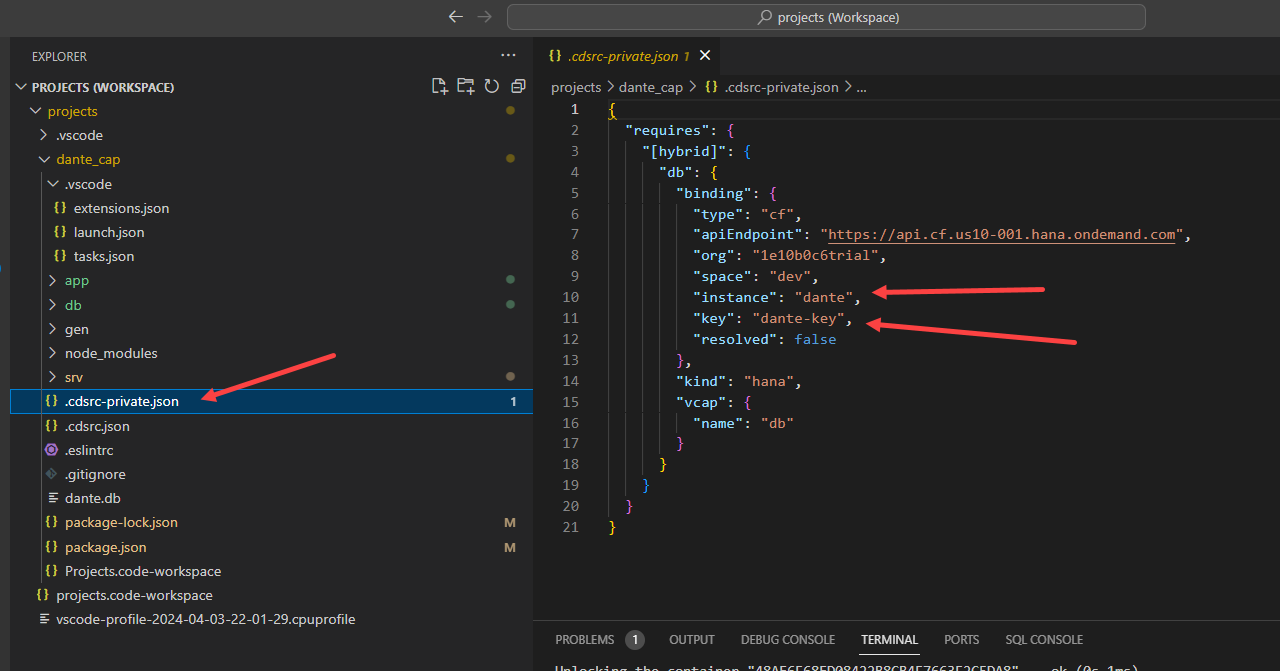 projects (Workspace)
EXPLORER
PROJECTS (WORKSPACE)
projects
.vscode
dante_cap
.vscode
extensions.json
launch.json
tasks.json
app
db
gen
node_modules
srv
.cdsrc-private.json 1
.cdsrc.json
.eslintrc
.gitignore
dante.db
package-lock.json M
package.json M
Projects.code-workspace
projects.code-workspace
vscode-profile-2024-04-03-22-01-29.cpuprofile
{} .cdsrc-private.json 1
projects > dante_cap > {} .cdsrc-private.json > ...
1 {
2 "requires": {
3 "[hybrid]": {
4 "db": {
5 "binding": {
6 "type": "cf",
7 "apiEndpoint": "https://api.cf.us10-001.hana.ondemand.com",
8 "org": "1e10b0c6trial",
9 "space": "dev",
10 "instance": "dante",
11 "key": "dante-key",
12 "resolved": false
13 },
14 "kind": "hana",
15 "vcap": {
16 "name": "db"
17 }
18 }
19 }
20 }
21 }
PROBLEMS 1 OUTPUT DEBUG CONSOLE TERMINAL PORTS SQL CONSOLE
Unlocking the container